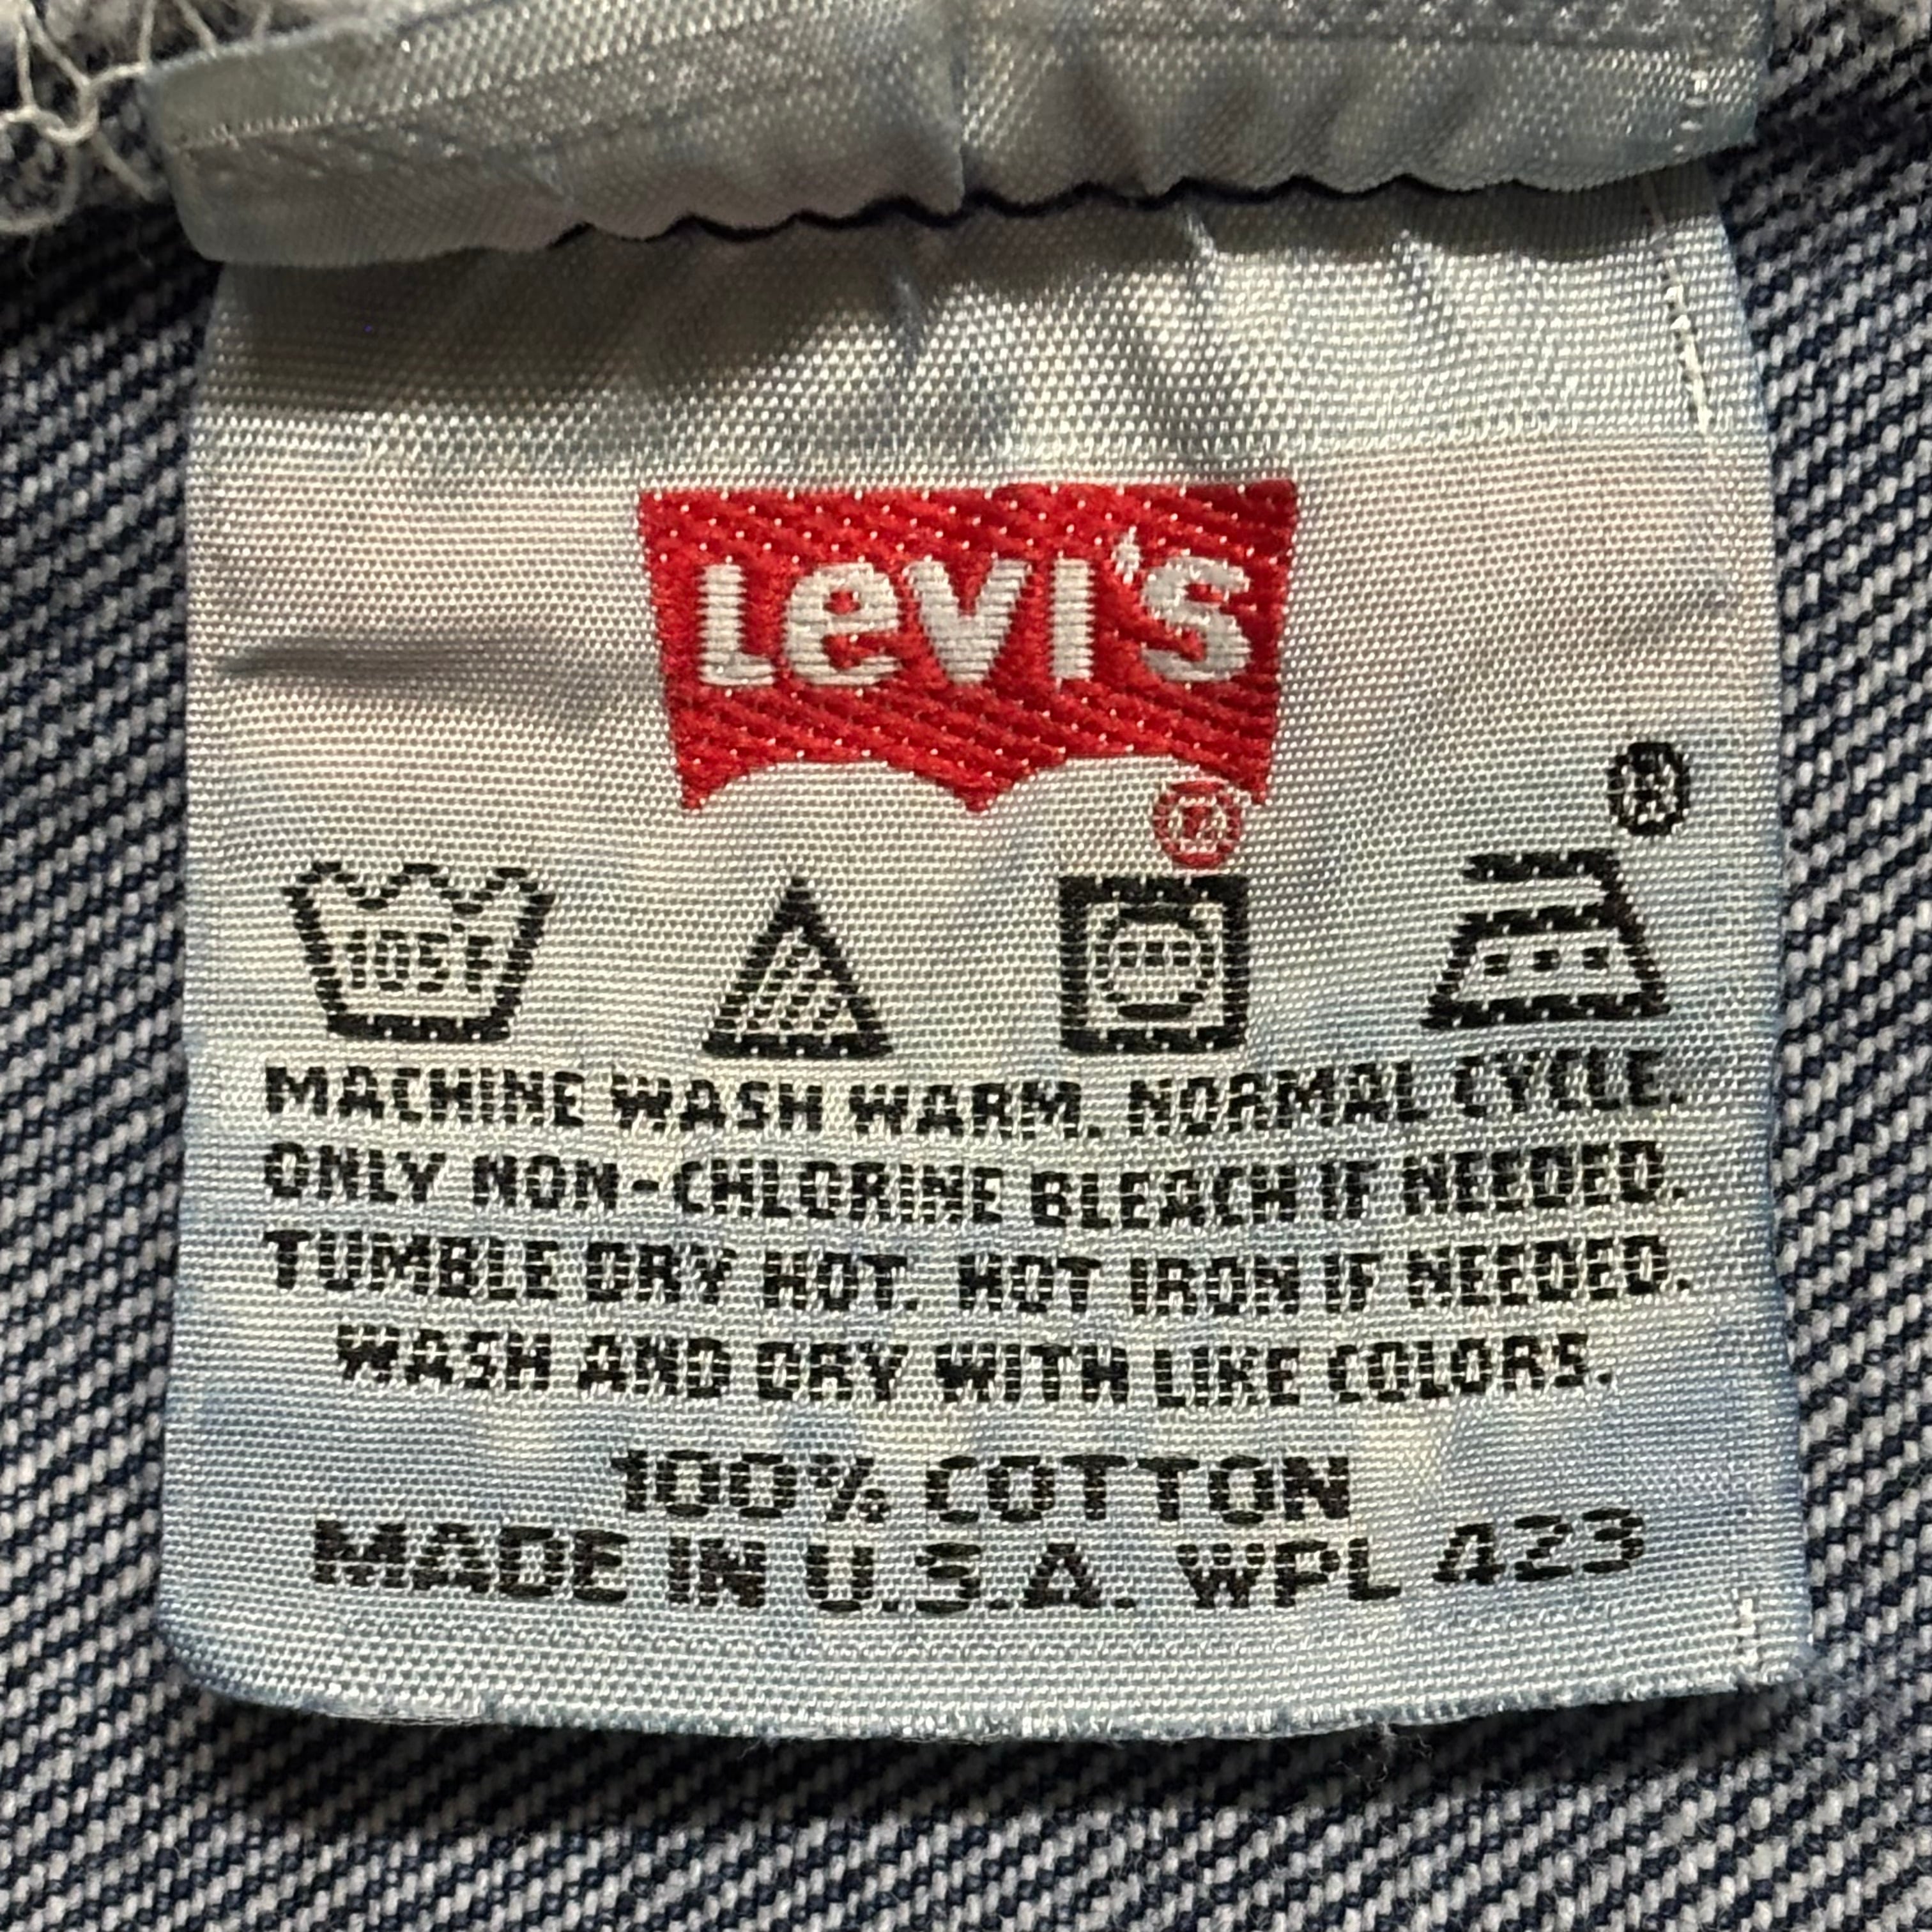 Levi's
®
®
105F
MACHINE WASH WARM. NORMAL CYCLE.
ONLY NON-CHLORINE BLEACH IF NEEDED.
TUMBLE DRY HOT. HOT IRON IF NEEDED.
WASH AND DRY WITH LIKE COLORS.
100% COTTON
MADE IN U.S.A. WPL 423